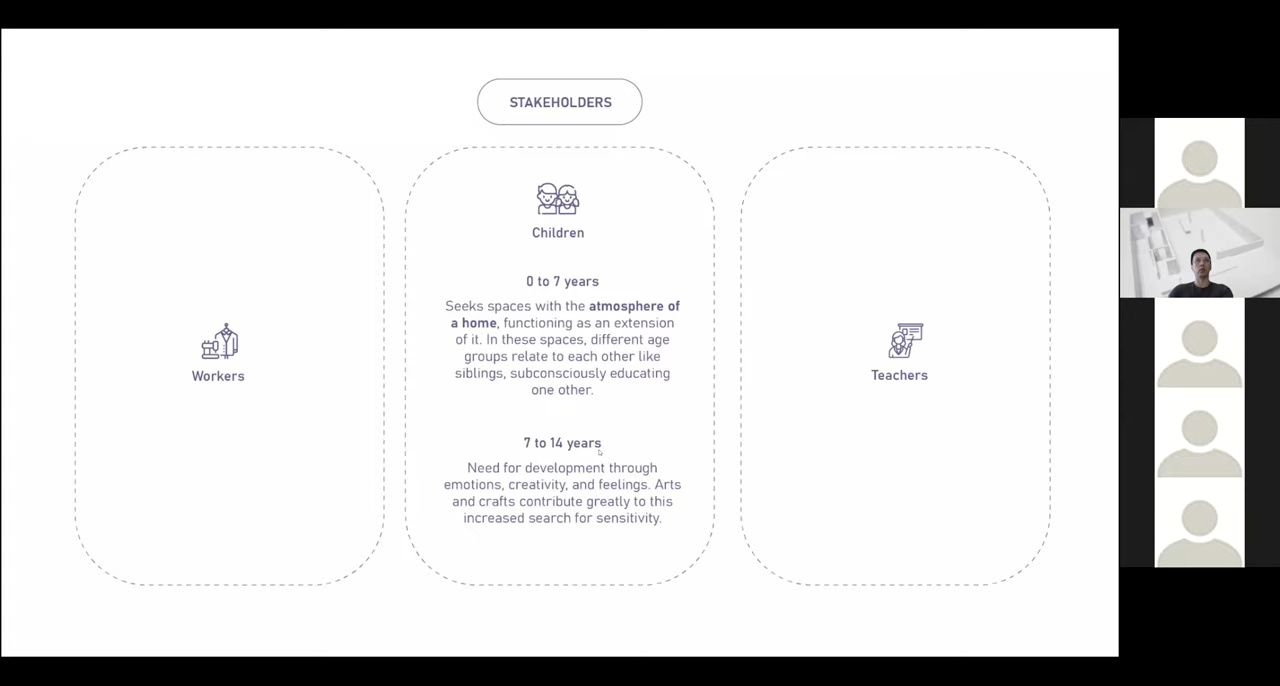 STAKEHOLDERS
Workers
Children
0 to 7 years
Seeks spaces with the atmosphere of
a home, functioning as an extension
of it. In these spaces, different age
groups relate to each other like
siblings, subconsciously educating
one other.
7 to 14 years
Need for development through
emotions, creativity, and feelings. Arts
and crafts contribute greatly to this
increased search for sensitivity.
Teachers